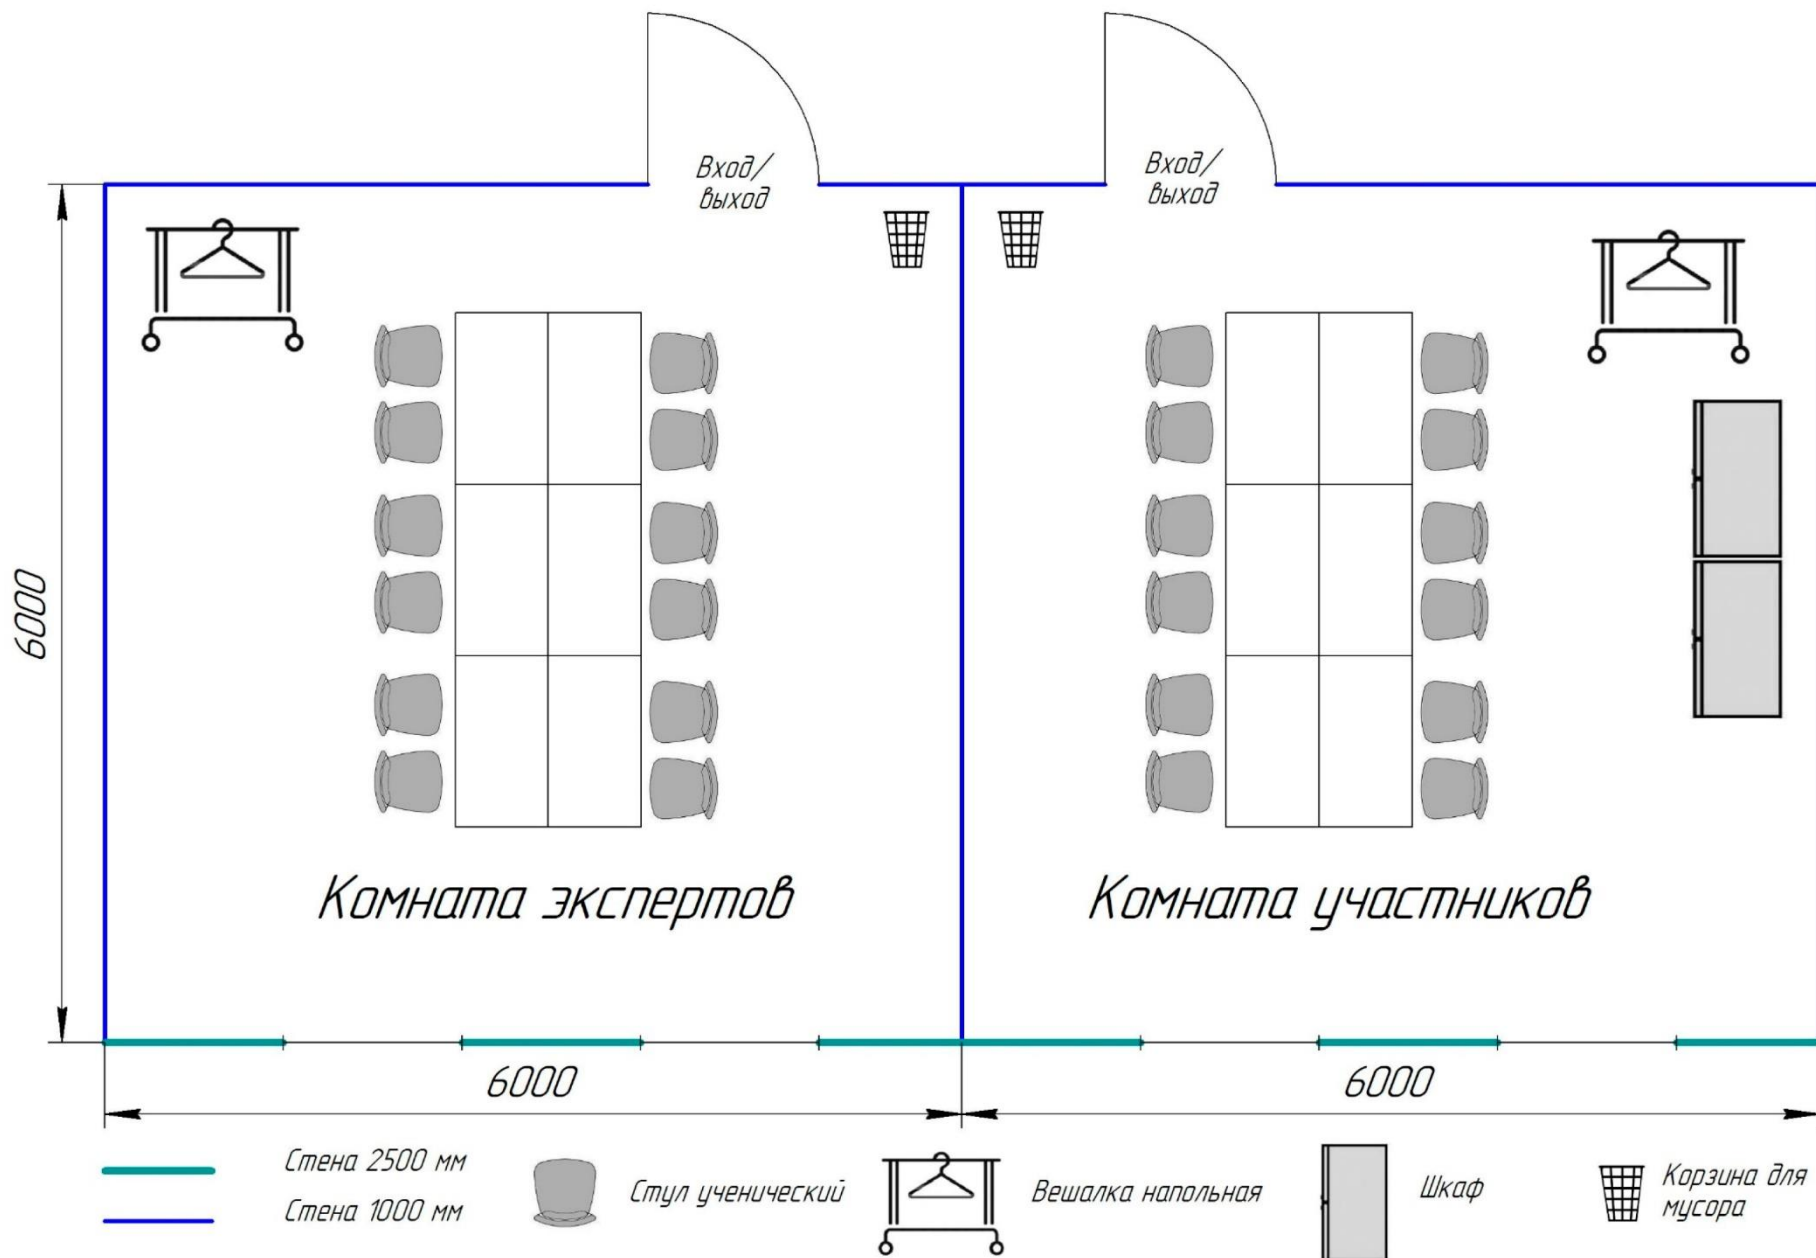 Вход/
выход
Вход/
выход
6000
Комната экспертов
Комната участников
6000
6000
Стена 2500 мм
Стена 1000 мм
Стул ученический
Вешалка напольная
Шкаф
Корзина для
мусора